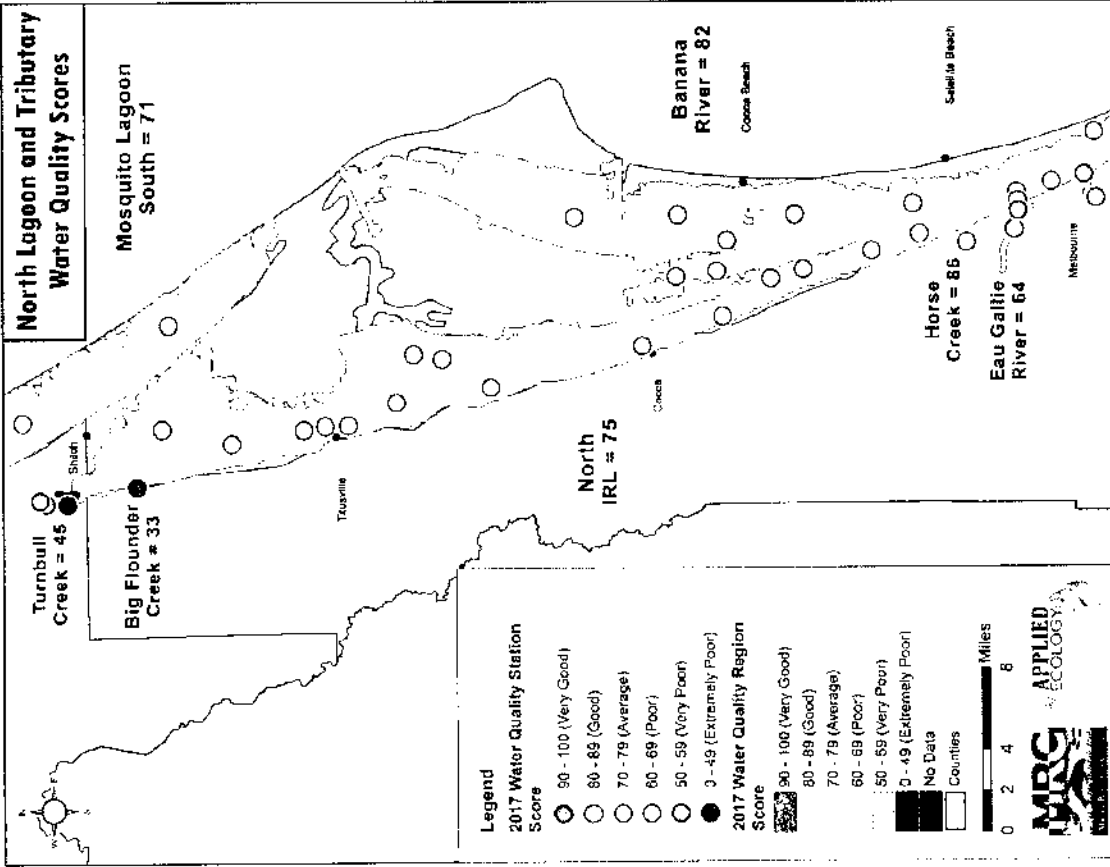 North Lagoon and Tributary
Water Quality Scores
Mosquito Lagoon
South = 71
Turnbull
Creek = 45
Shiloh
Big Flounder
Creek = 33
Titusville
North
IRL = 75
Cocoa
Banana
River = 82
Cocoa Beach
Satellite Beach
Horse
Creek = 86
Eau Gallie
River = 64
Melbourne
Legend
2017 Water Quality Station
Score
90 - 100 (Very Good)
80 - 89 (Good)
70 - 79 (Average)
60 - 69 (Poor)
50 - 59 (Very Poor)
0 - 49 (Extremely Poor)
2017 Water Quality Region
Score
90 - 100 (Very Good)
80 - 89 (Good)
70 - 79 (Average)
60 - 69 (Poor)
50 - 59 (Very Poor)
0 - 49 (Extremely Poor)
No Data
Counties
0 2 4 8
Miles
MRC
APPLIED
ECOLOGY